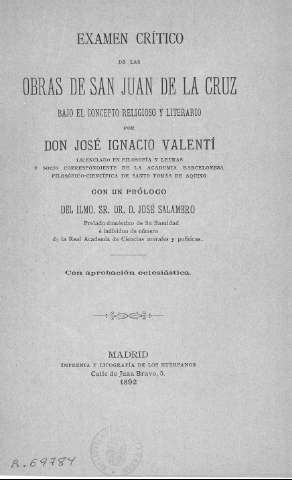 EXAMEN CRÍTICO
DE LAS
OBRAS DE SAN JUAN DE LA CRUZ
BAJO EL CONCEPTO RELIGIOSO Y LITERARIO
POR
DON JOSÉ IGNACIO VALENTÍ
LICENCIADO EN FILOSOFÍA Y LETRAS
Y SOCIO CORRESPONDIENTE DE LA ACADEMIA BARCELONESA
FILOSÓFICO-CIENTÍFICA DE SANTO TOMÁS DE AQUINO
CON UN PRÓLOGO
DEL ILMO. SR. DR. D. JOSÉ SALAMERO
Prelado doméstico de Su Santidad
é individuo de número
de la Real Academia de Ciencias morales y políticas.
Con aprobación eclesiástica.
MADRID
IMPRENTA Y LITOGRAFÍA DE LOS HUÉRFANOS
Calle de Juan Bravo, 5.
1892
R. 69784